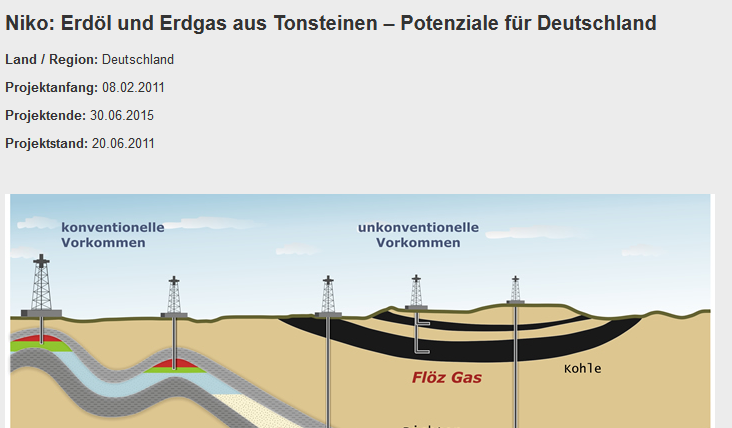 Niko: Erdöl und Erdgas aus Tonsteinen – Potenziale für Deutschland
Land / Region: Deutschland
Projektanfang: 08.02.2011
Projektende: 30.06.2015
Projektstand: 20.06.2011
konventionelle
Vorkommen
unkonventionelle
Vorkommen
Flöz Gas
Kohle